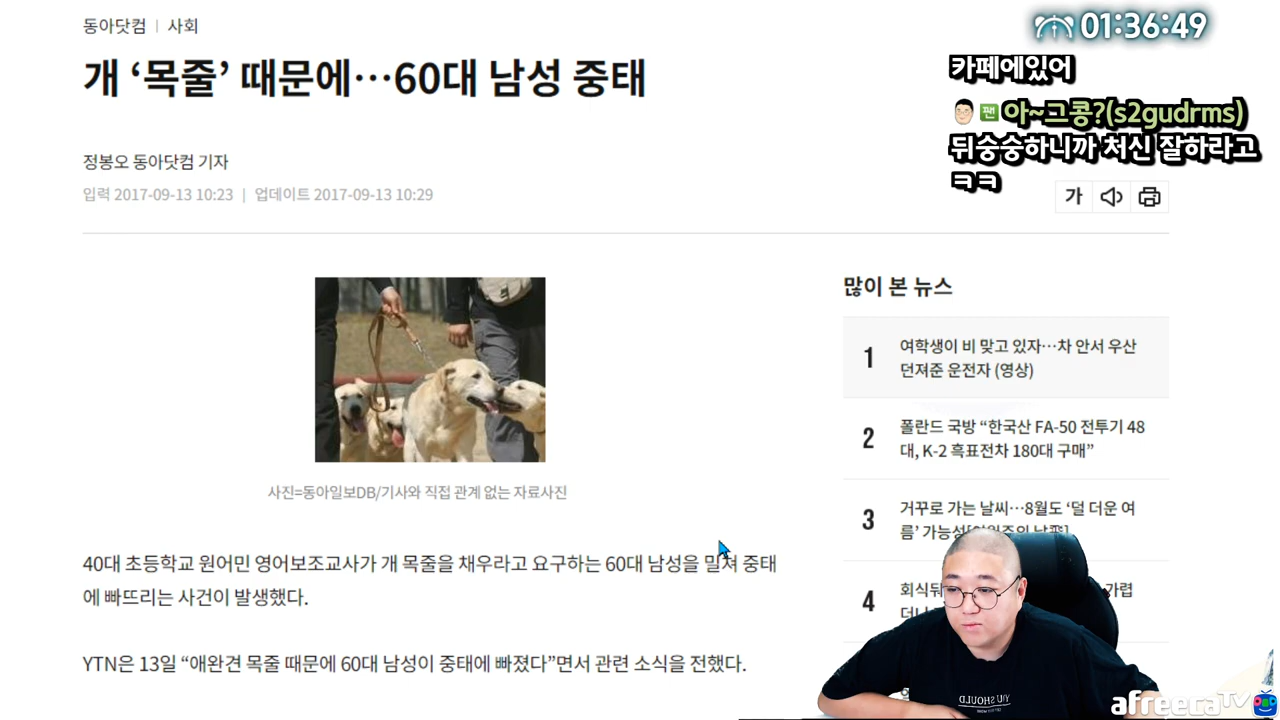 동아닷컴 | 사회
01:36:49
개 ‘목줄’ 때문에…60대 남성 중태
카페에있어
팬 아~그콩?(s2gudrms)
뒤숭숭하니까 처신 잘하라고
ㅋㅋ
정봉오 동아닷컴 기자
입력 2017-09-13 10:23 | 업데이트 2017-09-13 10:29
가
많이 본 뉴스
1 여학생이 비 맞고 있자…차 안서 우산
던져준 운전자 (영상)
2 폴란드 국방 “한국산 FA-50 전투기 48
대, K-2 흑표전차 180대 구매”
3 거꾸로 가는 날씨…8월도 ‘덜 더운 여
름’ 가능성
4
사진=동아일보DB/기사와 직접 관계 없는 자료사진
40대 초등학교 원어민 영어보조교사가 개 목줄을 채우라고 요구하는 60대 남성을 밀쳐 중태
에 빠뜨리는 사건이 발생했다.
YTN은 13일 “애완견 목줄 때문에 60대 남성이 중태에 빠졌다”면서 관련 소식을 전했다.
YOU SHOULD
afreecaTV